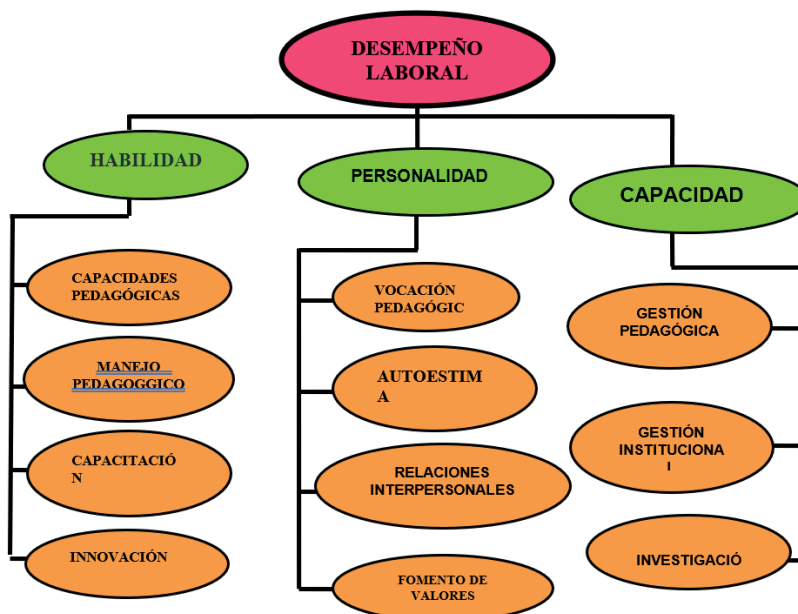 DESEMPEÑO
LABORAL
HABILIDAD
CAPACIDADES
PEDAGÓGICAS
MANEJO
PEDAGOGGICO
CAPACITACIÓ
N
INNOVACIÓN
PERSONALIDAD
VOCACIÓN
PEDAGÓGIC
AUTOESTIM
A
RELACIONES
INTERPERSONALES
FOMENTO DE
VALORES
CAPACIDAD
GESTIÓN
PEDAGÓGICA
GESTIÓN
INSTITUCIONA
l
INVESTIGACIÓ